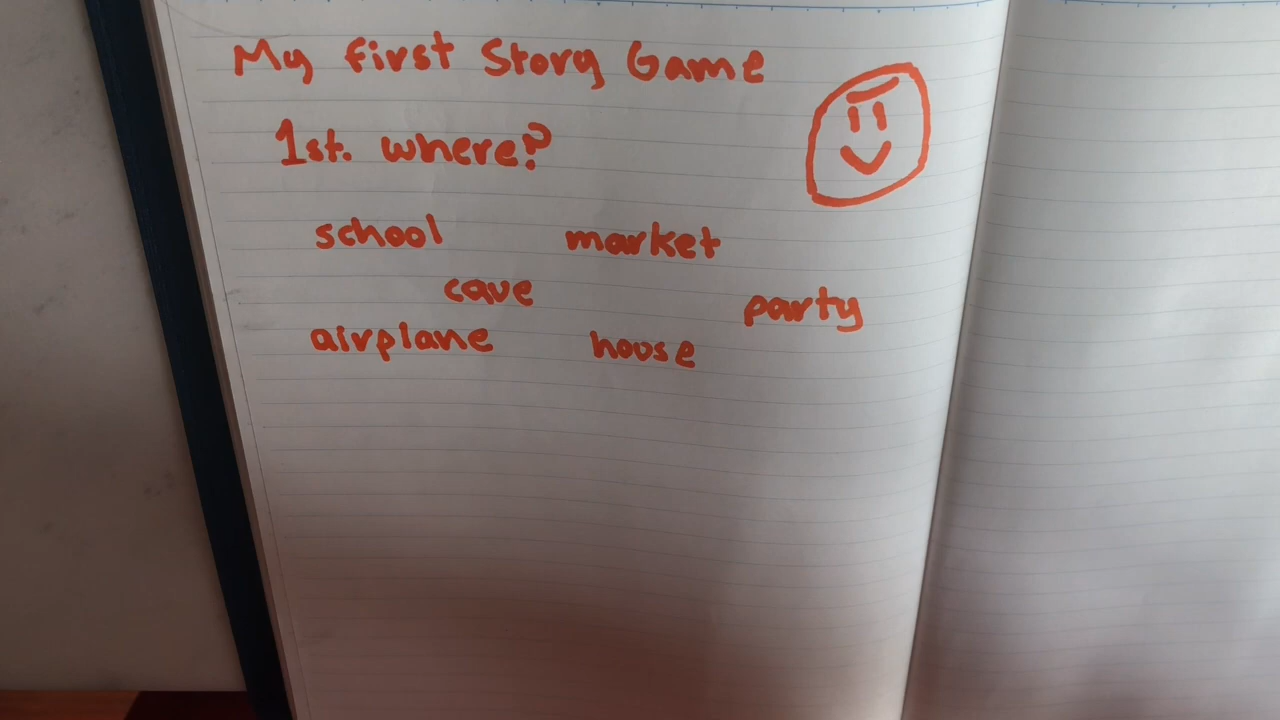 My first Story Game
1st. where?
school market
cave party
airplane house